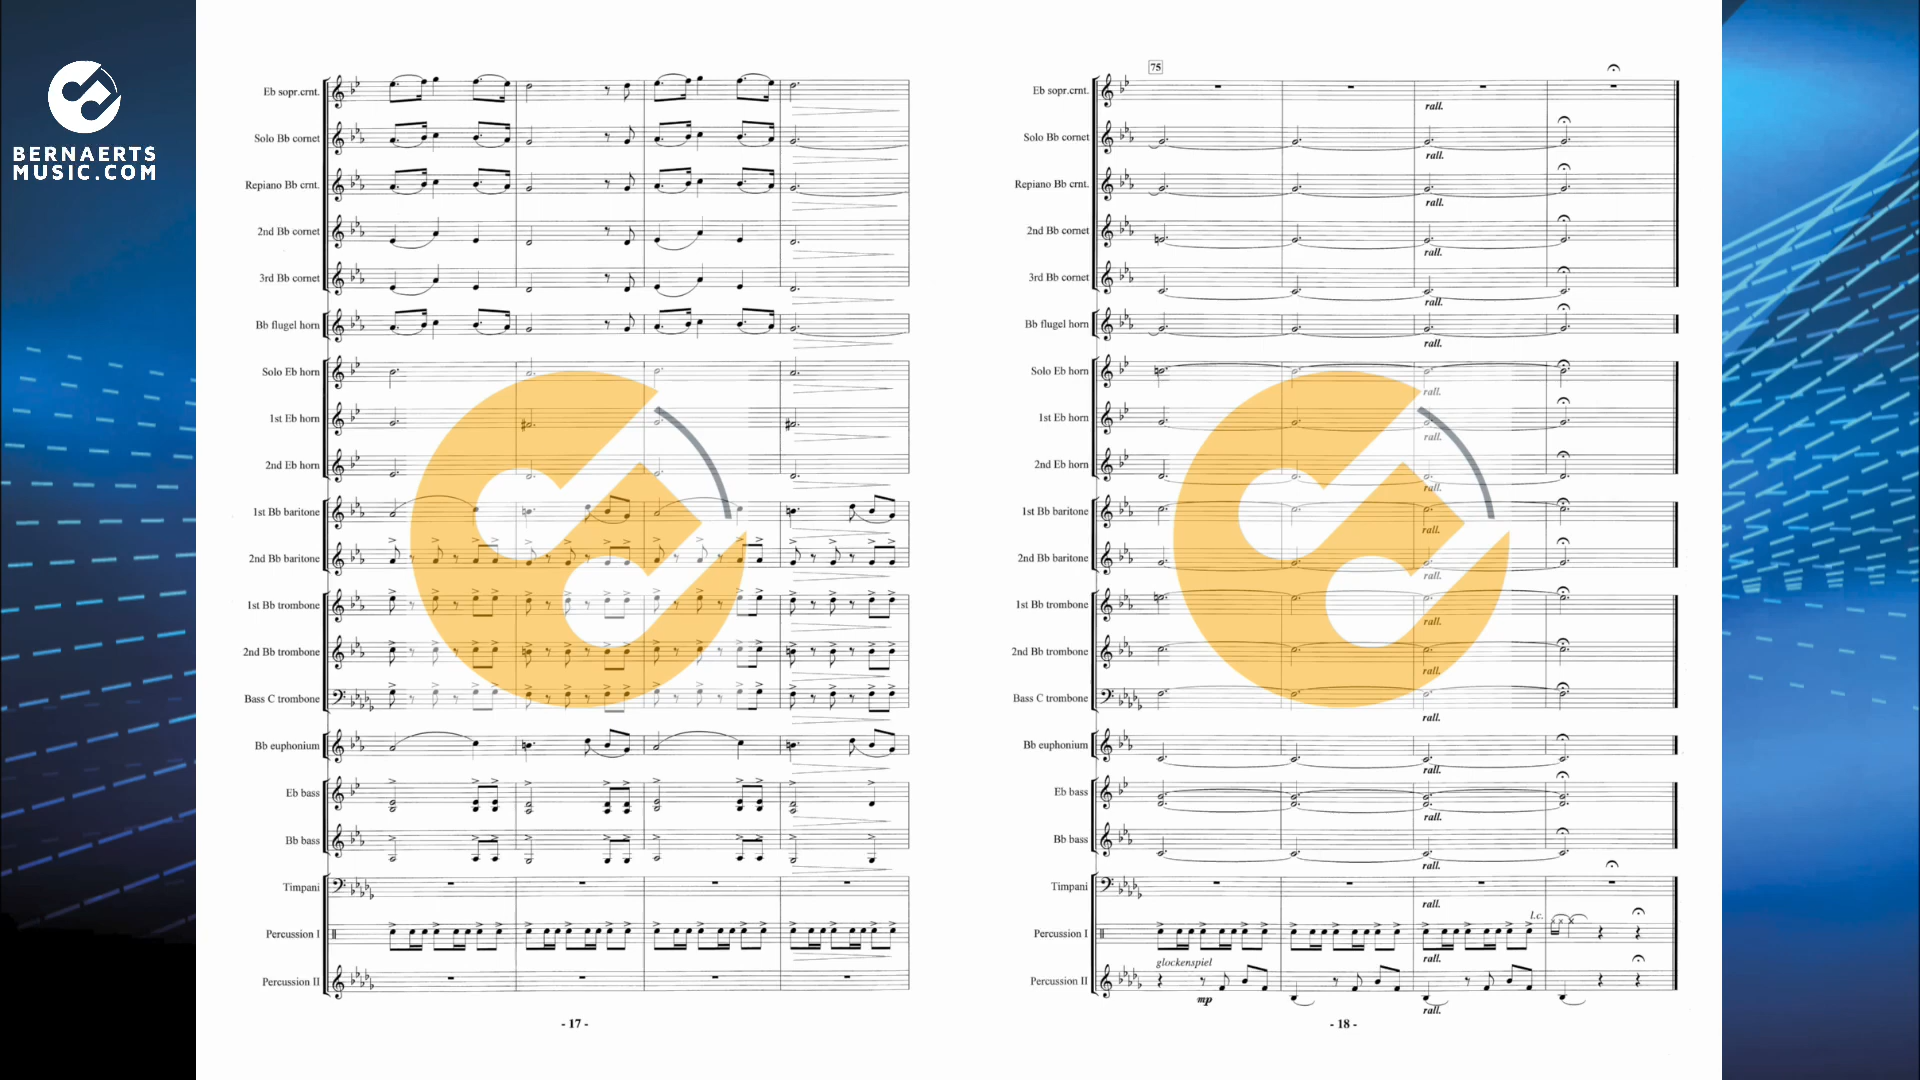 BERNAERTS
MUSIC.COM
Eb sopr.crnt.
Solo Bb cornet
Repiano Bb crnt.
2nd Bb cornet
3rd Bb cornet
Bb flugel horn
Solo Eb horn
1st Eb horn
2nd Eb horn
1st Bb baritone
2nd Bb baritone
1st Bb trombone
2nd Bb trombone
Bass C trombone
Bb euphonium
Eb bass
Bb bass
Timpani
Percussion I
Percussion II
- 17 -
75
Eb sopr.crnt.
rall.
Solo Bb cornet
rall.
Repiano Bb crnt.
rall.
2nd Bb cornet
rall.
3rd Bb cornet
rall.
Bb flugel horn
rall.
Solo Eb horn
rall.
1st Eb horn
rall.
2nd Eb horn
rall.
1st Bb baritone
rall.
2nd Bb baritone
rall.
1st Bb trombone
rall.
2nd Bb trombone
rall.
Bass C trombone
rall.
Bb euphonium
rall.
Eb bass
rall.
Bb bass
rall.
Timpani
rall.
l.c.
Percussion I
rall.
glockenspiel
Percussion II
mp
rall.
- 18 -